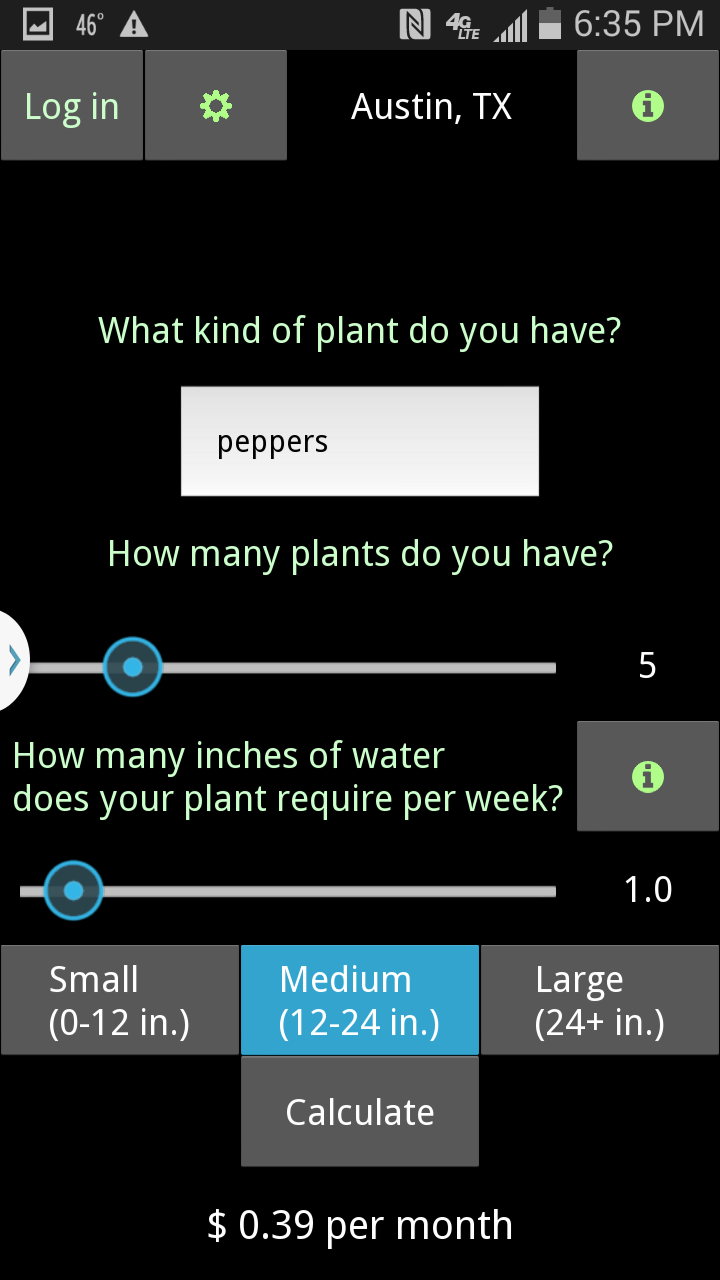 46°
4G LTE
6:35 PM
Log in
Austin, TX
What kind of plant do you have?
peppers
How many plants do you have?
5
How many inches of water
does your plant require per week?
1.0
Small
(0-12 in.)
Medium
(12-24 in.)
Large
(24+ in.)
Calculate
$ 0.39 per month